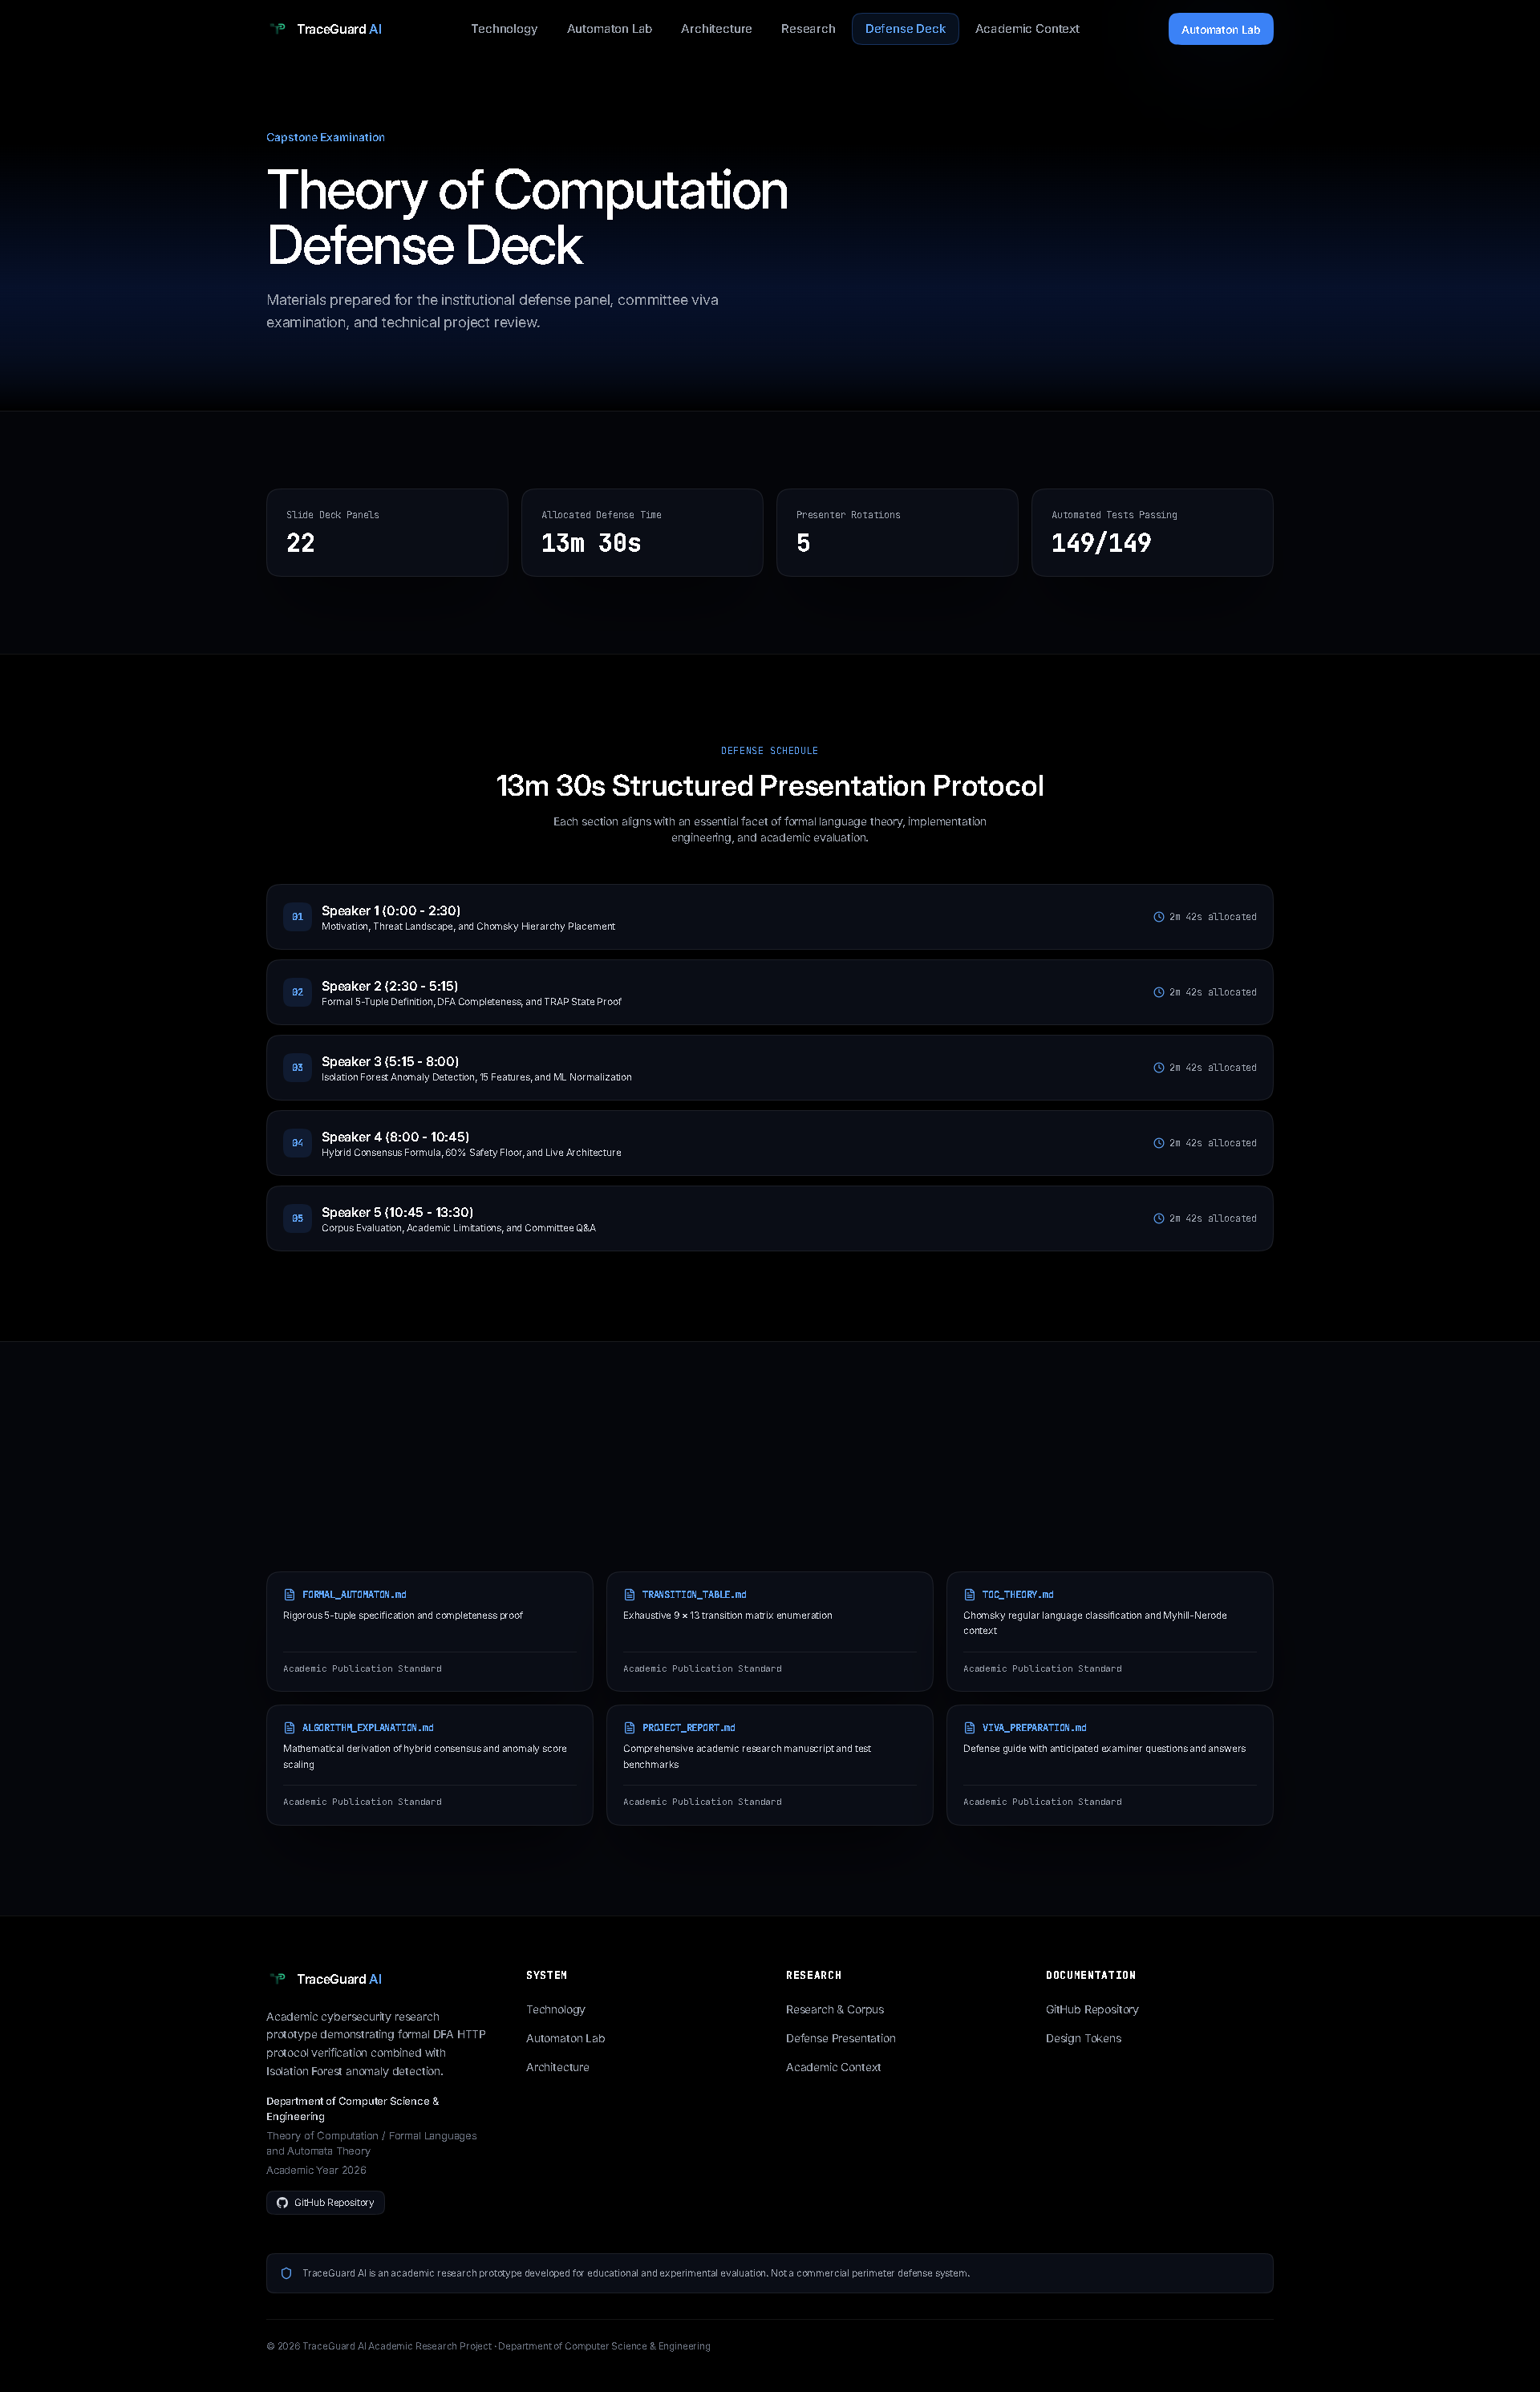 TraceGuard AI
Technology
Automaton Lab
Architecture
Research
Defense Deck
Academic Context
Automaton Lab
Capstone Examination
Theory of Computation
Defense Deck
Materials prepared for the institutional defense panel, committee viva
examination, and technical project review.
Slide Deck Panels
22
Allocated Defense Time
13m 30s
Presenter Rotations
5
Automated Tests Passing
149/149
DEFENSE SCHEDULE
13m 30s Structured Presentation Protocol
Each section aligns with an essential facet of formal language theory, implementation
engineering, and academic evaluation.
01
Speaker 1 (0:00 - 2:30)
Motivation, Threat Landscape, and Chomsky Hierarchy Placement
2m 42s allocated
02
Speaker 2 (2:30 - 5:15)
Formal 5-Tuple Definition, DFA Completeness, and TRAP State Proof
2m 42s allocated
03
Speaker 3 (5:15 - 8:00)
Isolation Forest Anomaly Detection, 15 Features, and ML Normalization
2m 42s allocated
04
Speaker 4 (8:00 - 10:45)
Hybrid Consensus Formula, 60% Safety Floor, and Live Architecture
2m 42s allocated
05
Speaker 5 (10:45 - 13:30)
Corpus Evaluation, Academic Limitations, and Committee Q&A
2m 42s allocated
FORMAL_AUTOMATON.md
Rigorous 5-tuple specification and completeness proof
Academic Publication Standard
TRANSITION_TABLE.md
Exhaustive 9 × 13 transition matrix enumeration
Academic Publication Standard
TOC_THEORY.md
Chomsky regular language classification and Myhill-Nerode
context
Academic Publication Standard
ALGORITHM_EXPLANATION.md
Mathematical derivation of hybrid consensus and anomaly score
scaling
Academic Publication Standard
PROJECT_REPORT.md
Comprehensive academic research manuscript and test
benchmarks
Academic Publication Standard
VIVA_PREPARATION.md
Defense guide with anticipated examiner questions and answers
Academic Publication Standard
TraceGuard AI
Academic cybersecurity research
prototype demonstrating formal DFA HTTP
protocol verification combined with
Isolation Forest anomaly detection.
Department of Computer Science &
Engineering
Theory of Computation / Formal Languages
and Automata Theory
Academic Year 2026
GitHub Repository
SYSTEM
Technology
Automaton Lab
Architecture
RESEARCH
Research & Corpus
Defense Presentation
Academic Context
DOCUMENTATION
GitHub Repository
Design Tokens
TraceGuard AI is an academic research prototype developed for educational and experimental evaluation. Not a commercial perimeter defense system.
© 2026 TraceGuard AI Academic Research Project · Department of Computer Science & Engineering